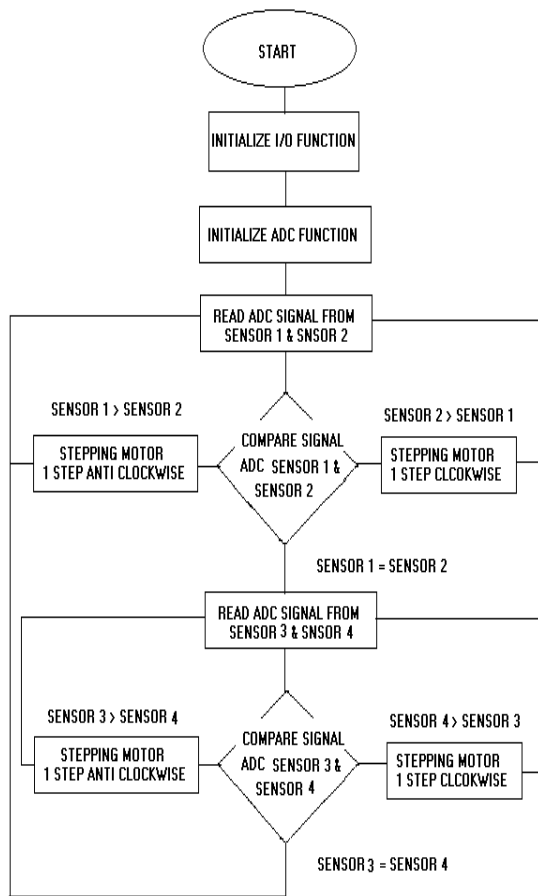 START
INITIALIZE I/O FUNCTION
INITIALIZE ADC FUNCTION
READ ADC SIGNAL FROM
SENSOR 1 & SNSOR 2
SENSOR 1 > SENSOR 2
SENSOR 2 > SENSOR 1
STEPPING MOTOR
1 STEP ANTI CLOCKWISE
COMPARE SIGNAL
ADC SENSOR 1 &
SENSOR 2
STEPPING MOTOR
1 STEP CLCOKWISE
SENSOR 1 = SENSOR 2
READ ADC SIGNAL FROM
SENSOR 3 & SNSOR 4
SENSOR 3 > SENSOR 4
SENSOR 4 > SENSOR 3
STEPPING MOTOR
1 STEP ANTI CLOCKWISE
COMPARE SIGNAL
ADC SENSOR 3 &
SENSOR 4
STEPPING MOTOR
1 STEP CLCOKWISE
SENSOR 3 = SENSOR 4